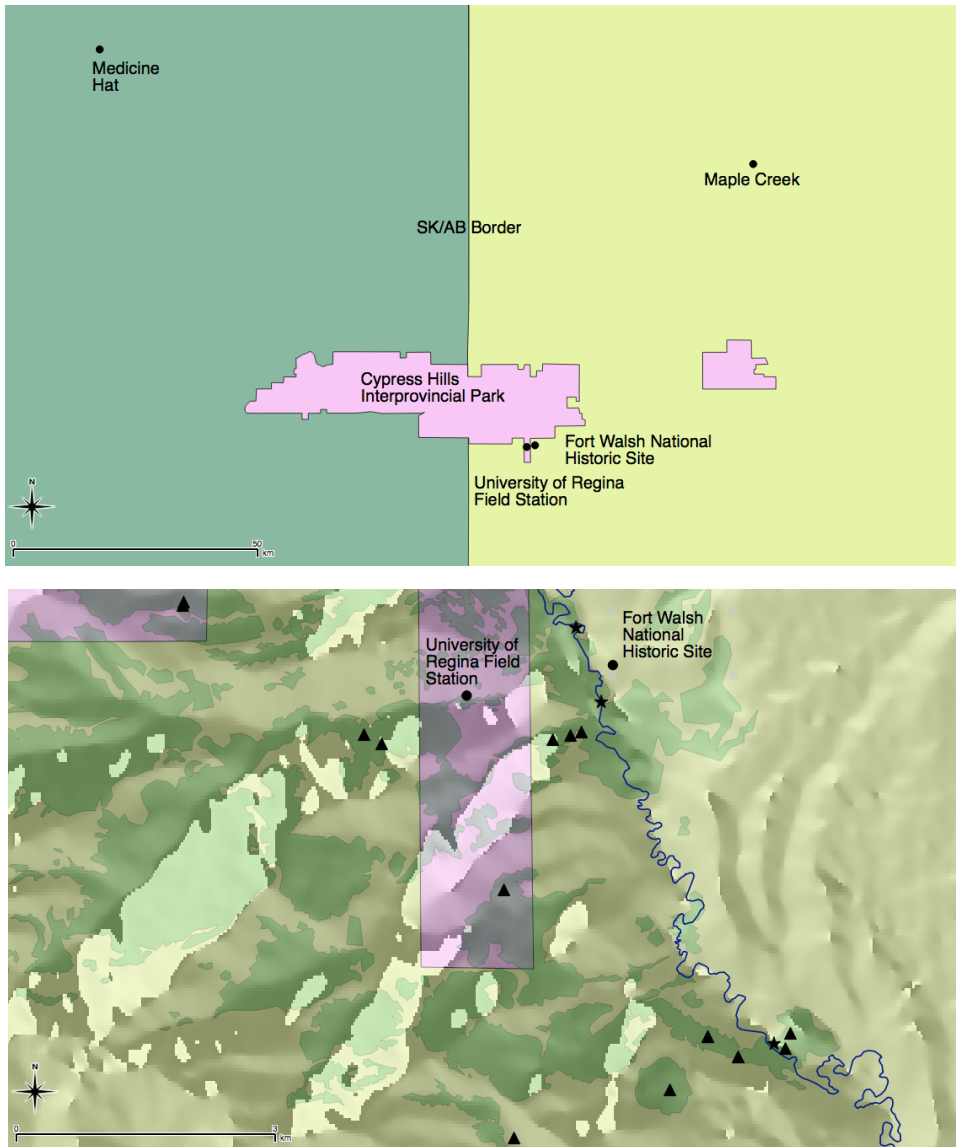 Medicine
Hat
Maple Creek
SK/AB Border
Cypress Hills
Interprovincial Park
Fort Walsh National
Historic Site
University of Regina
Field Station
N
0
50
km
Fort Walsh
National
Historic Site
University of
Regina Field
Station
N
0
3
km